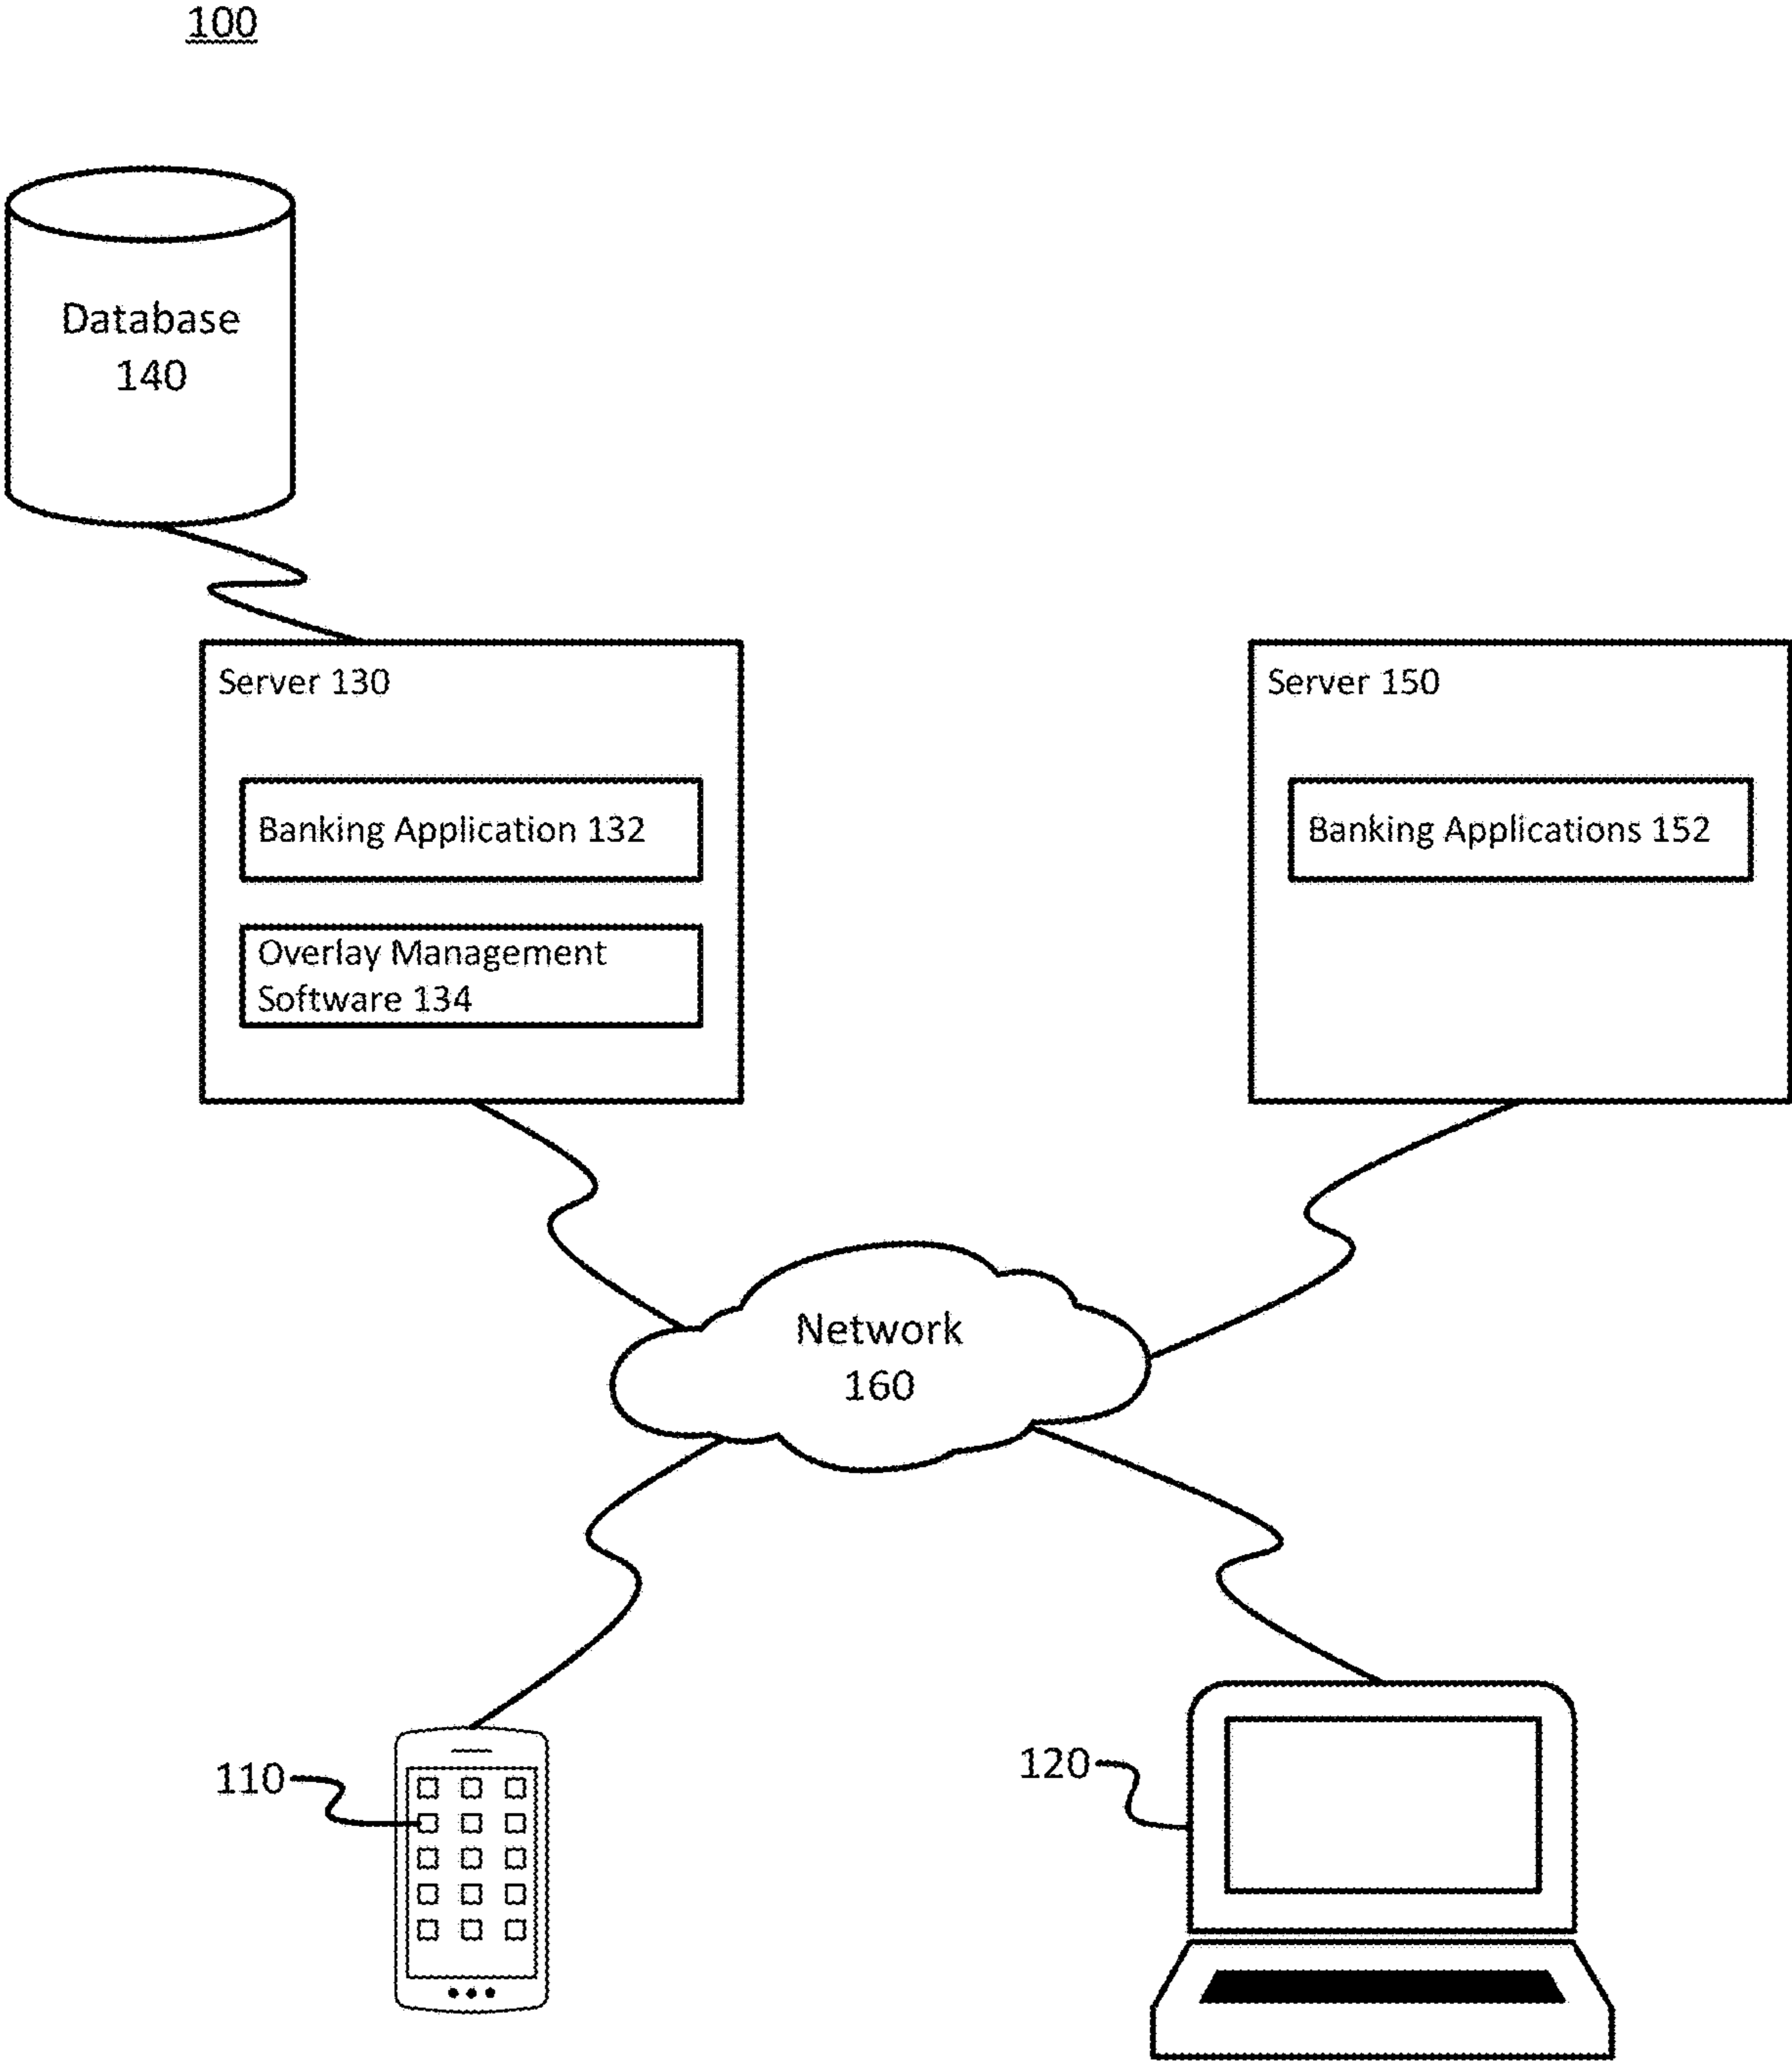 100
Database
140
Server 130
Banking Application 132
Overlay Management
Software 134
Server 150
Banking Applications 152
Network
160
110
120